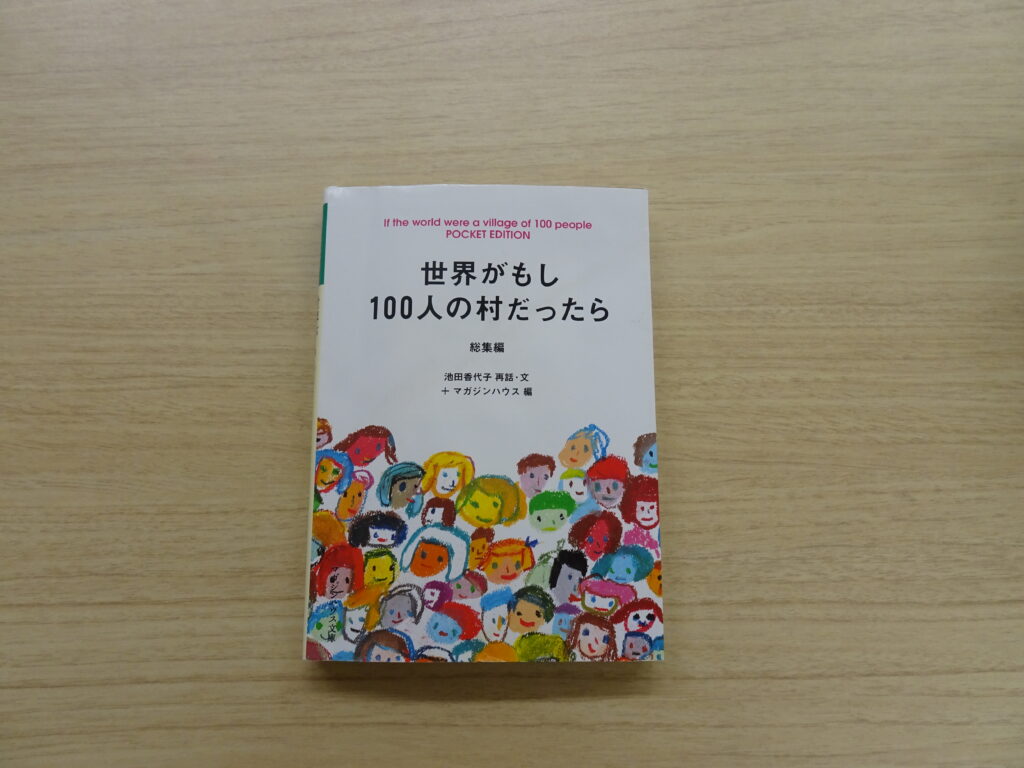 If the world were a village of 100 people
POCKET EDITION
世界がもし
100人の村だったら
総集編
池田香代子 再話・文
＋ マガジンハウス 編